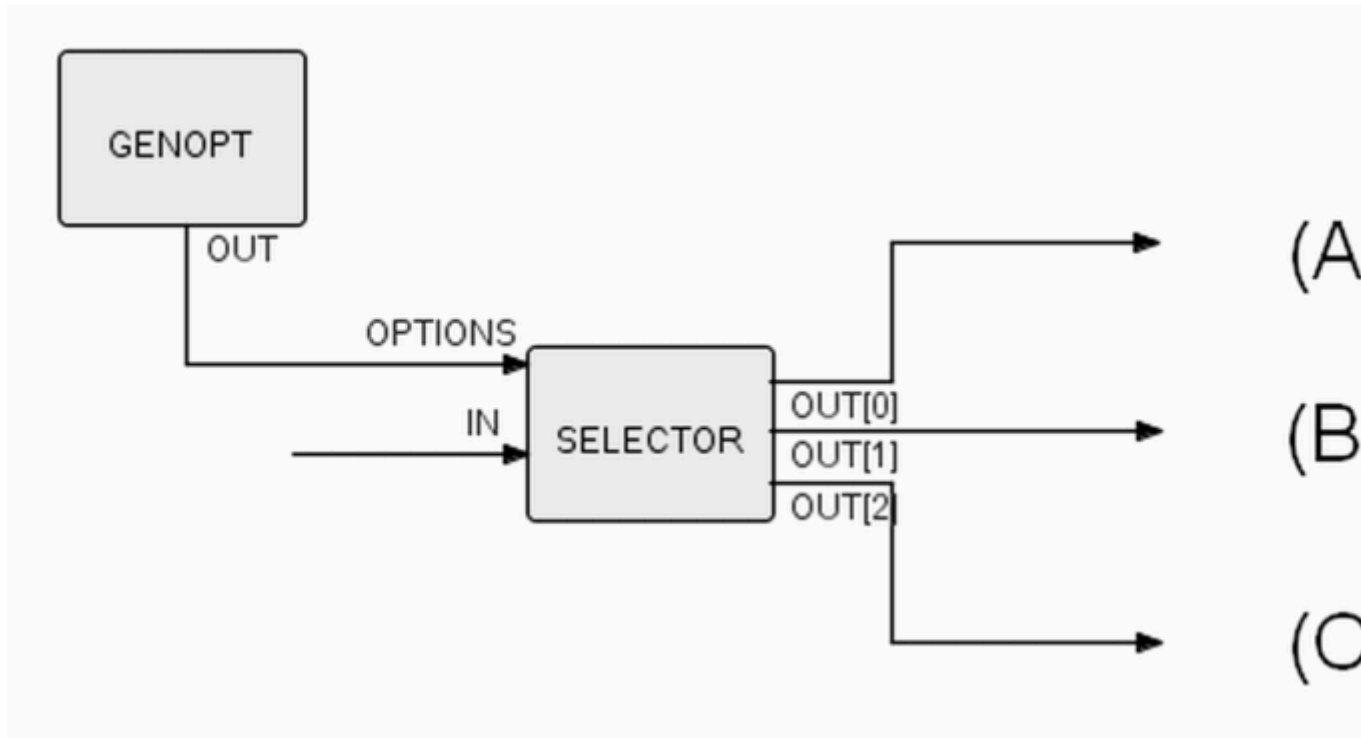 GENOPT
OUT
OPTIONS
IN
SELECTOR
OUT[0]
OUT[1]
OUT[2]
(A
(B